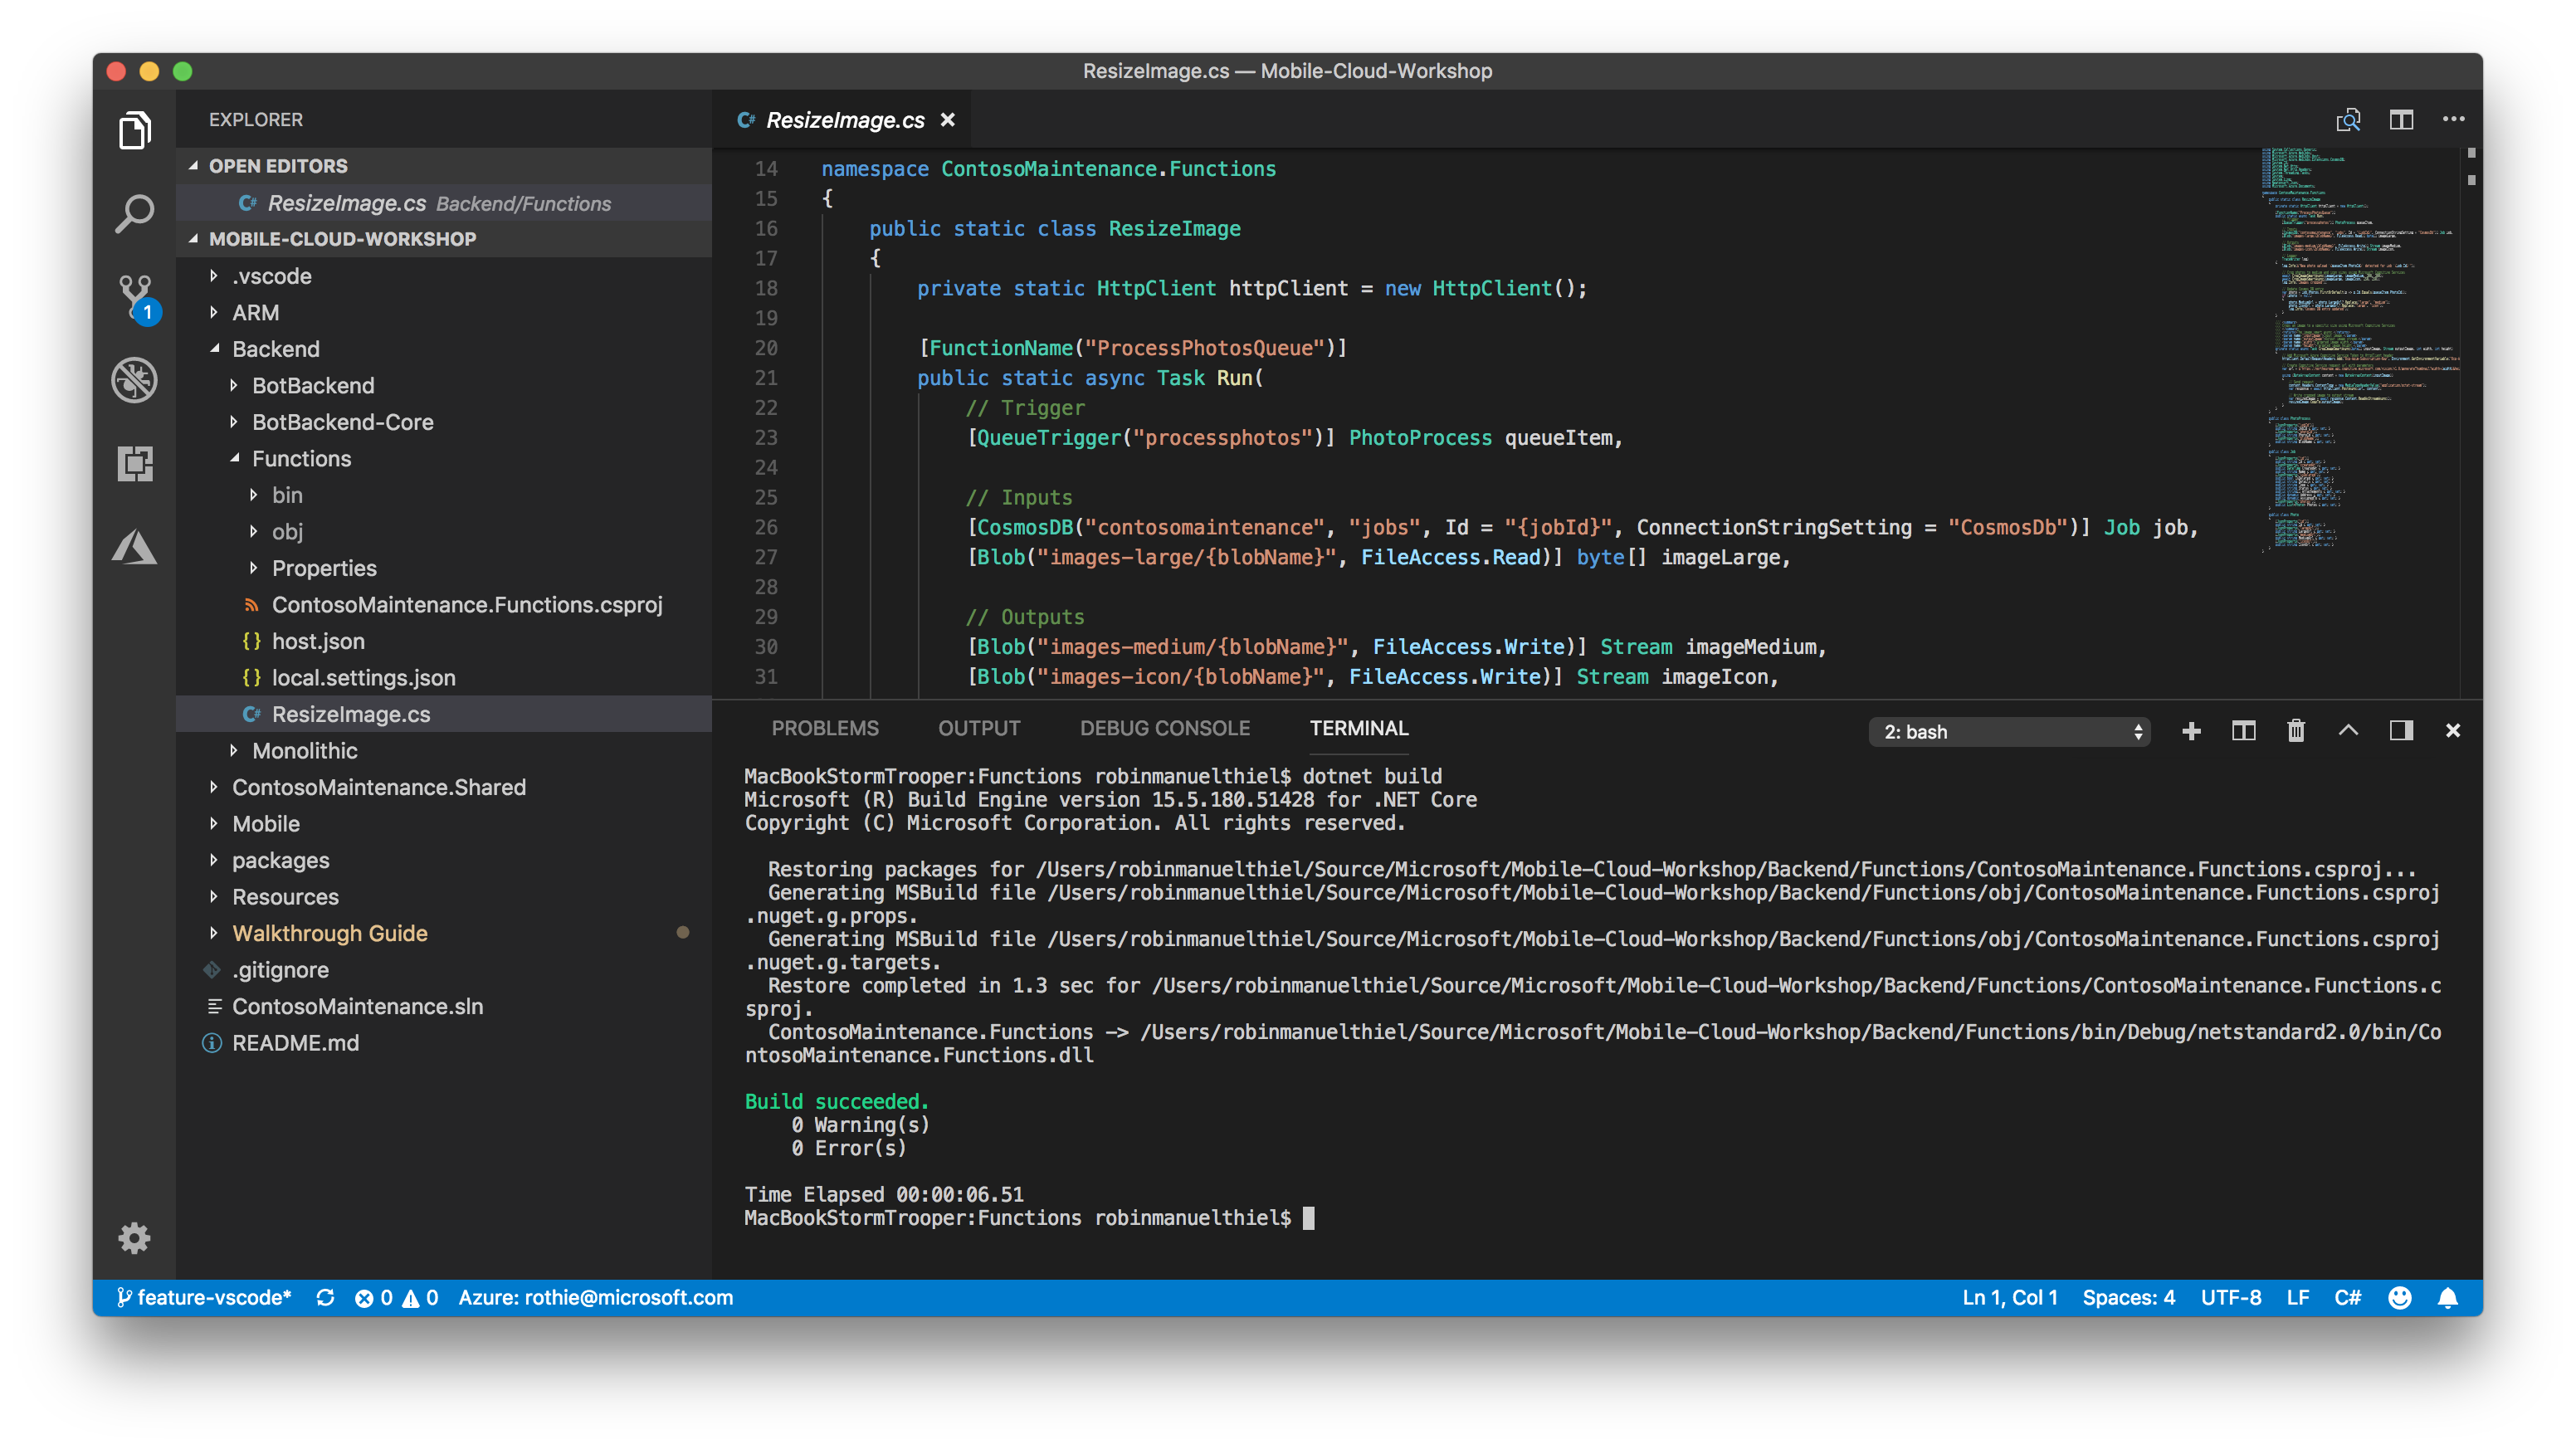 ResizeImage.cs — Mobile-Cloud-Workshop
EXPLORER
OPEN EDITORS
ResizeImage.cs Backend/Functions
MOBILE-CLOUD-WORKSHOP
.vscode
ARM
Backend
BotBackend
BotBackend-Core
Functions
bin
obj
Properties
ContosoMaintenance.Functions.csproj
host.json
local.settings.json
ResizeImage.cs
Monolithic
ContosoMaintenance.Shared
Mobile
packages
Resources
Walkthrough Guide
.gitignore
ContosoMaintenance.sln
README.md
1
ResizeImage.cs
14 namespace ContosoMaintenance.Functions
15 {
16 public static class ResizeImage
17 {
18 private static HttpClient httpClient = new HttpClient();
19
20 [FunctionName("ProcessPhotosQueue")]
21 public static async Task Run(
22 // Trigger
23 [QueueTrigger("processphotos")] PhotoProcess queueItem,
24
25 // Inputs
26 [CosmosDB("contosomaintenance", "jobs", Id = "{jobId}", ConnectionStringSetting = "CosmosDb")] Job job,
27 [Blob("images-large/{blobName}", FileAccess.Read)] byte[] imageLarge,
28
29 // Outputs
30 [Blob("images-medium/{blobName}", FileAccess.Write)] Stream imageMedium,
31 [Blob("images-icon/{blobName}", FileAccess.Write)] Stream imageIcon,
PROBLEMS OUTPUT DEBUG CONSOLE TERMINAL
2: bash
MacBookStormTrooper:Functions robinmanuelthiel$ dotnet build
Microsoft (R) Build Engine version 15.5.180.51428 for .NET Core
Copyright (C) Microsoft Corporation. All rights reserved.
Restoring packages for /Users/robinmanuelthiel/Source/Microsoft/Mobile-Cloud-Workshop/Backend/Functions/ContosoMaintenance.Functions.csproj...
Generating MSBuild file /Users/robinmanuelthiel/Source/Microsoft/Mobile-Cloud-Workshop/Backend/Functions/obj/ContosoMaintenance.Functions.csproj
.nuget.g.props.
Generating MSBuild file /Users/robinmanuelthiel/Source/Microsoft/Mobile-Cloud-Workshop/Backend/Functions/obj/ContosoMaintenance.Functions.csproj
.nuget.g.targets.
Restore completed in 1.3 sec for /Users/robinmanuelthiel/Source/Microsoft/Mobile-Cloud-Workshop/Backend/Functions/ContosoMaintenance.Functions.c
sproj.
ContosoMaintenance.Functions -> /Users/robinmanuelthiel/Source/Microsoft/Mobile-Cloud-Workshop/Backend/Functions/bin/Debug/netstandard2.0/bin/Co
ntosoMaintenance.Functions.dll
Build succeeded.
0 Warning(s)
0 Error(s)
Time Elapsed 00:00:06.51
MacBookStormTrooper:Functions robinmanuelthiel$
feature-vscode* 0 0 Azure: rothie@microsoft.com Ln 1, Col 1 Spaces: 4 UTF-8 LF C#